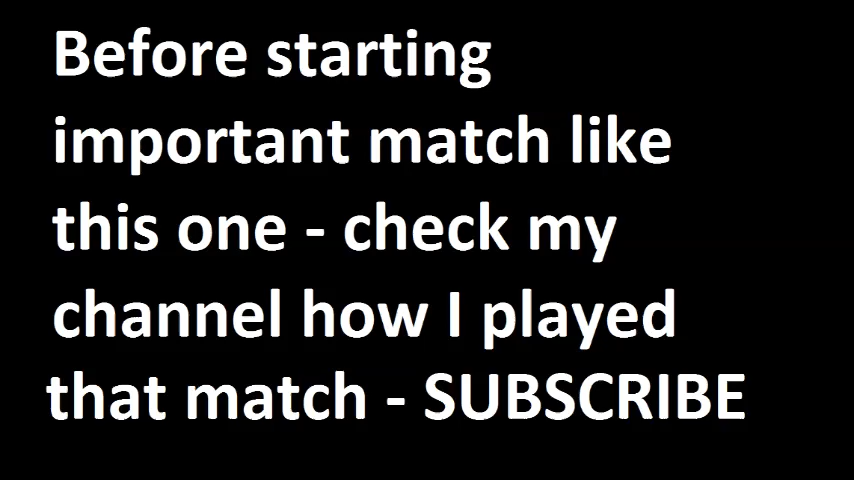 Before starting
important match like
this one - check my
channel how I played
that match - SUBSCRIBE